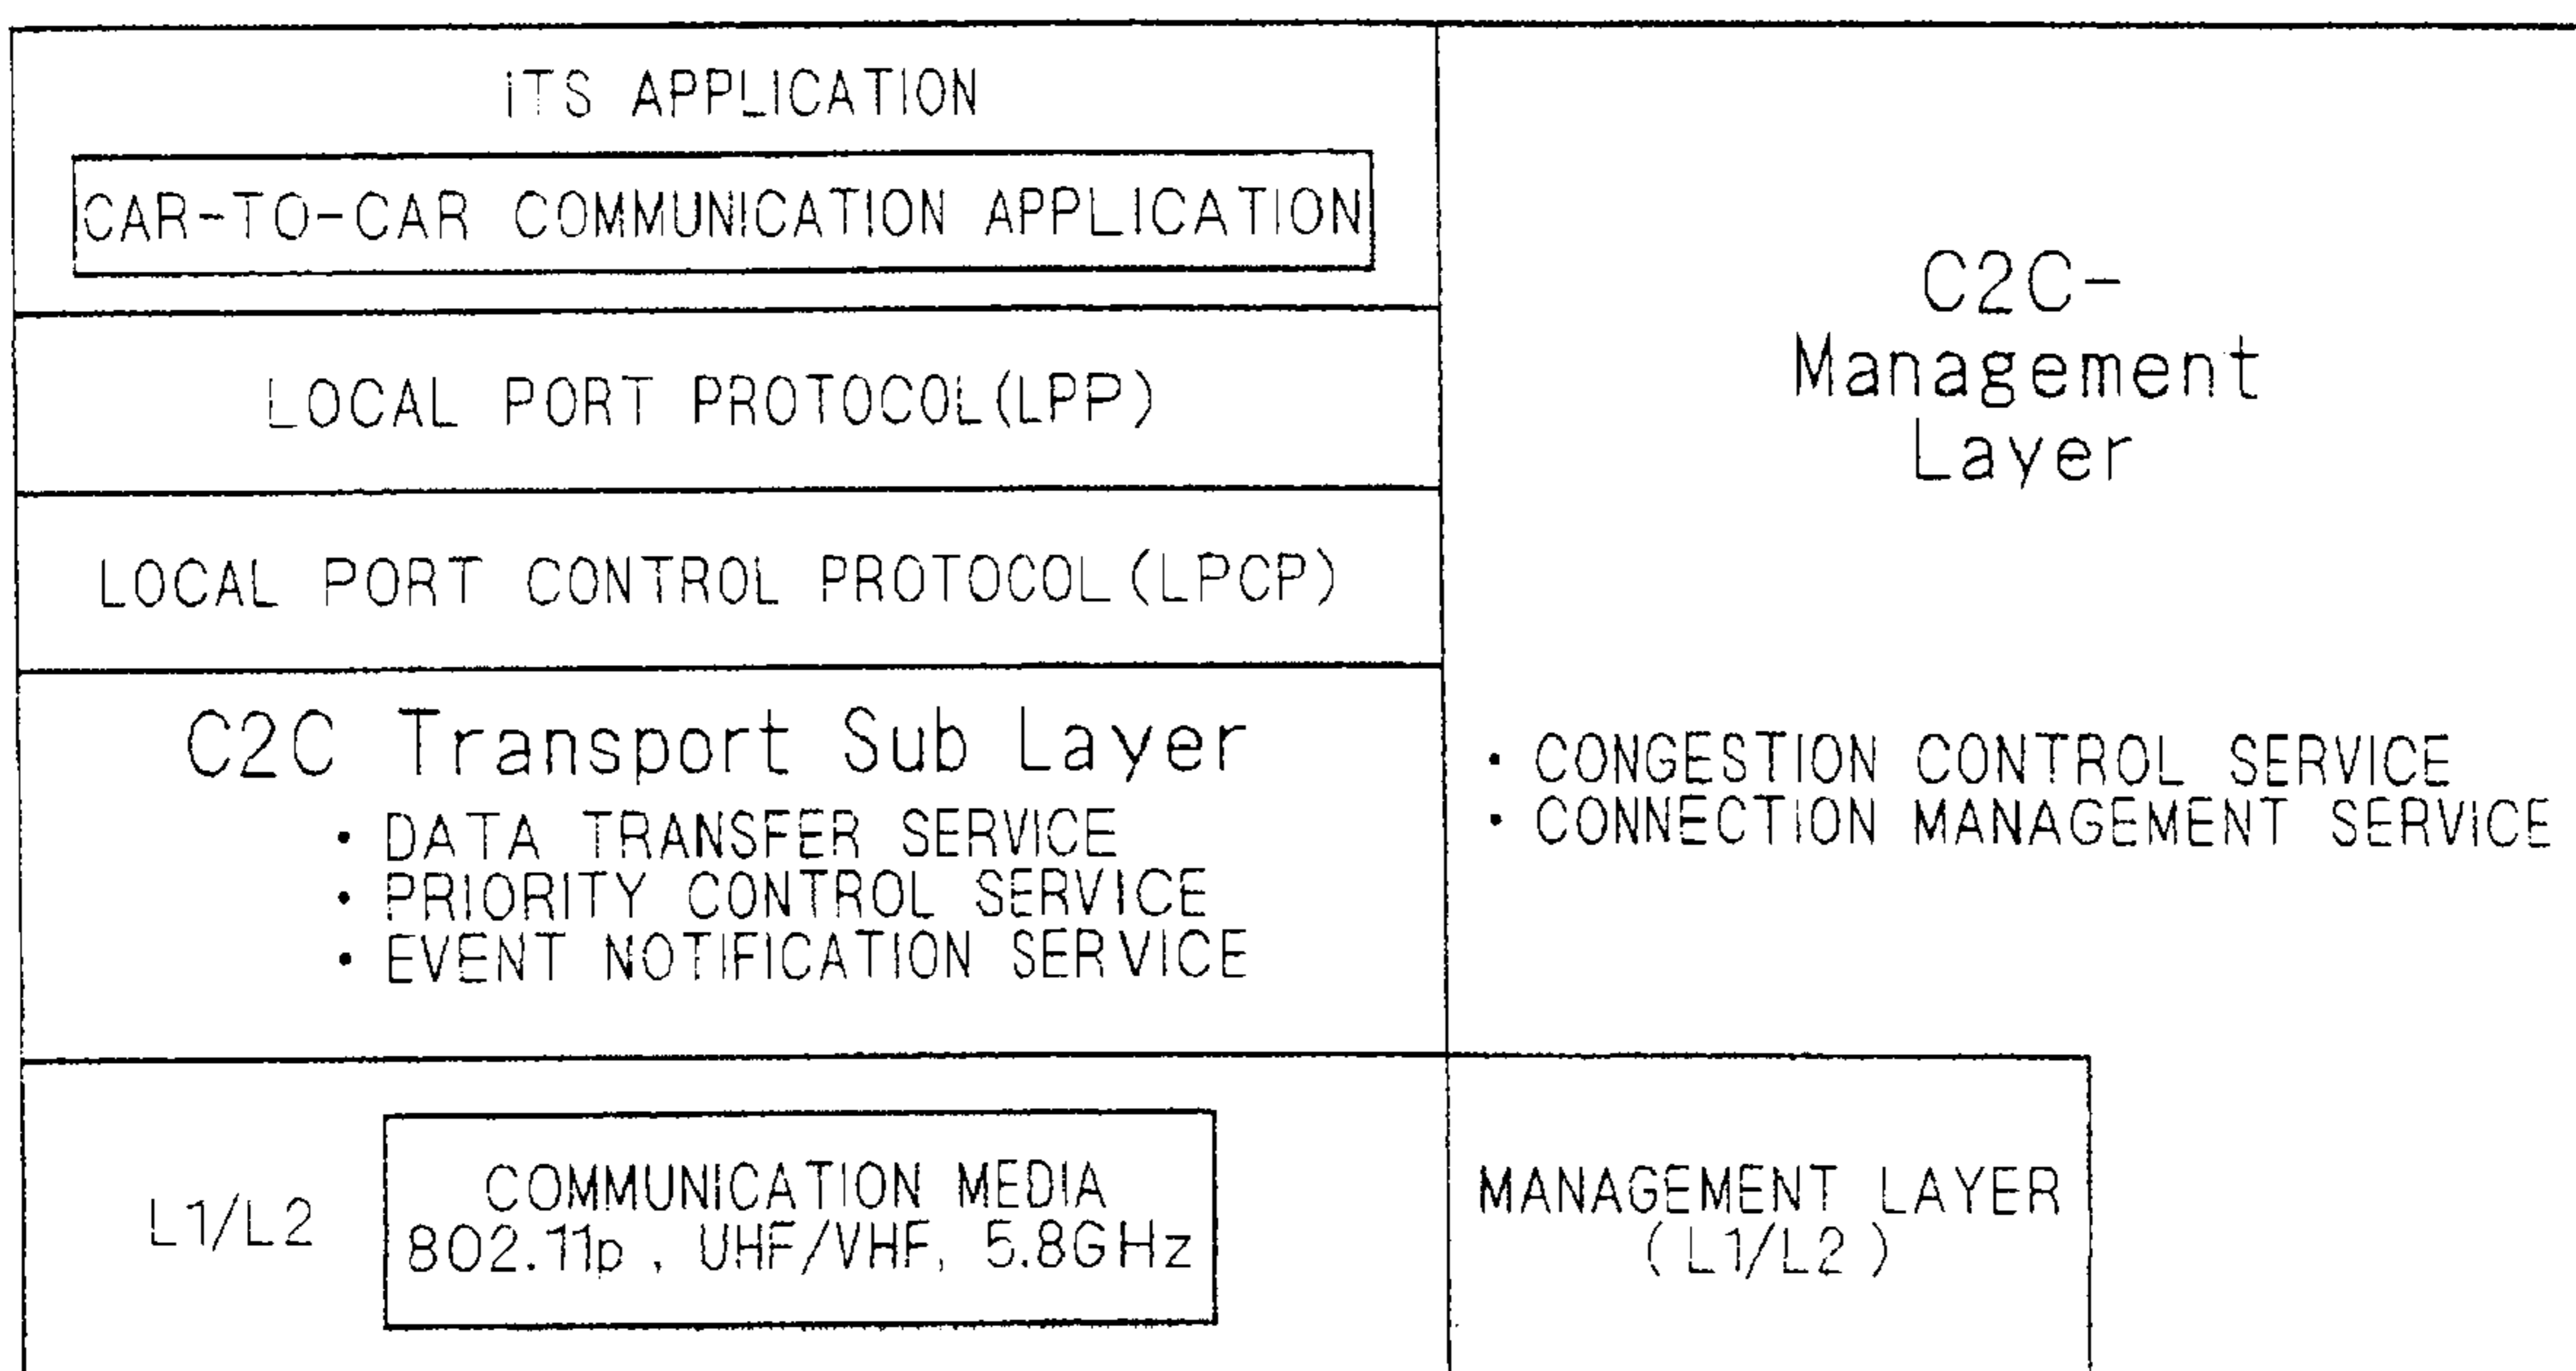 ITS APPLICATION
CAR-TO-CAR COMMUNICATION APPLICATION
LOCAL PORT PROTOCOL(LPP)
LOCAL PORT CONTROL PROTOCOL(LPCP)
C2C Transport Sub Layer
・DATA TRANSFER SERVICE
・PRIORITY CONTROL SERVICE
・EVENT NOTIFICATION SERVICE
L1/L2
COMMUNICATION MEDIA
802.11p, UHF/VHF, 5.8GHz
C2C-
Management
Layer
・CONGESTION CONTROL SERVICE
・CONNECTION MANAGEMENT SERVICE
MANAGEMENT LAYER
(L1/L2)